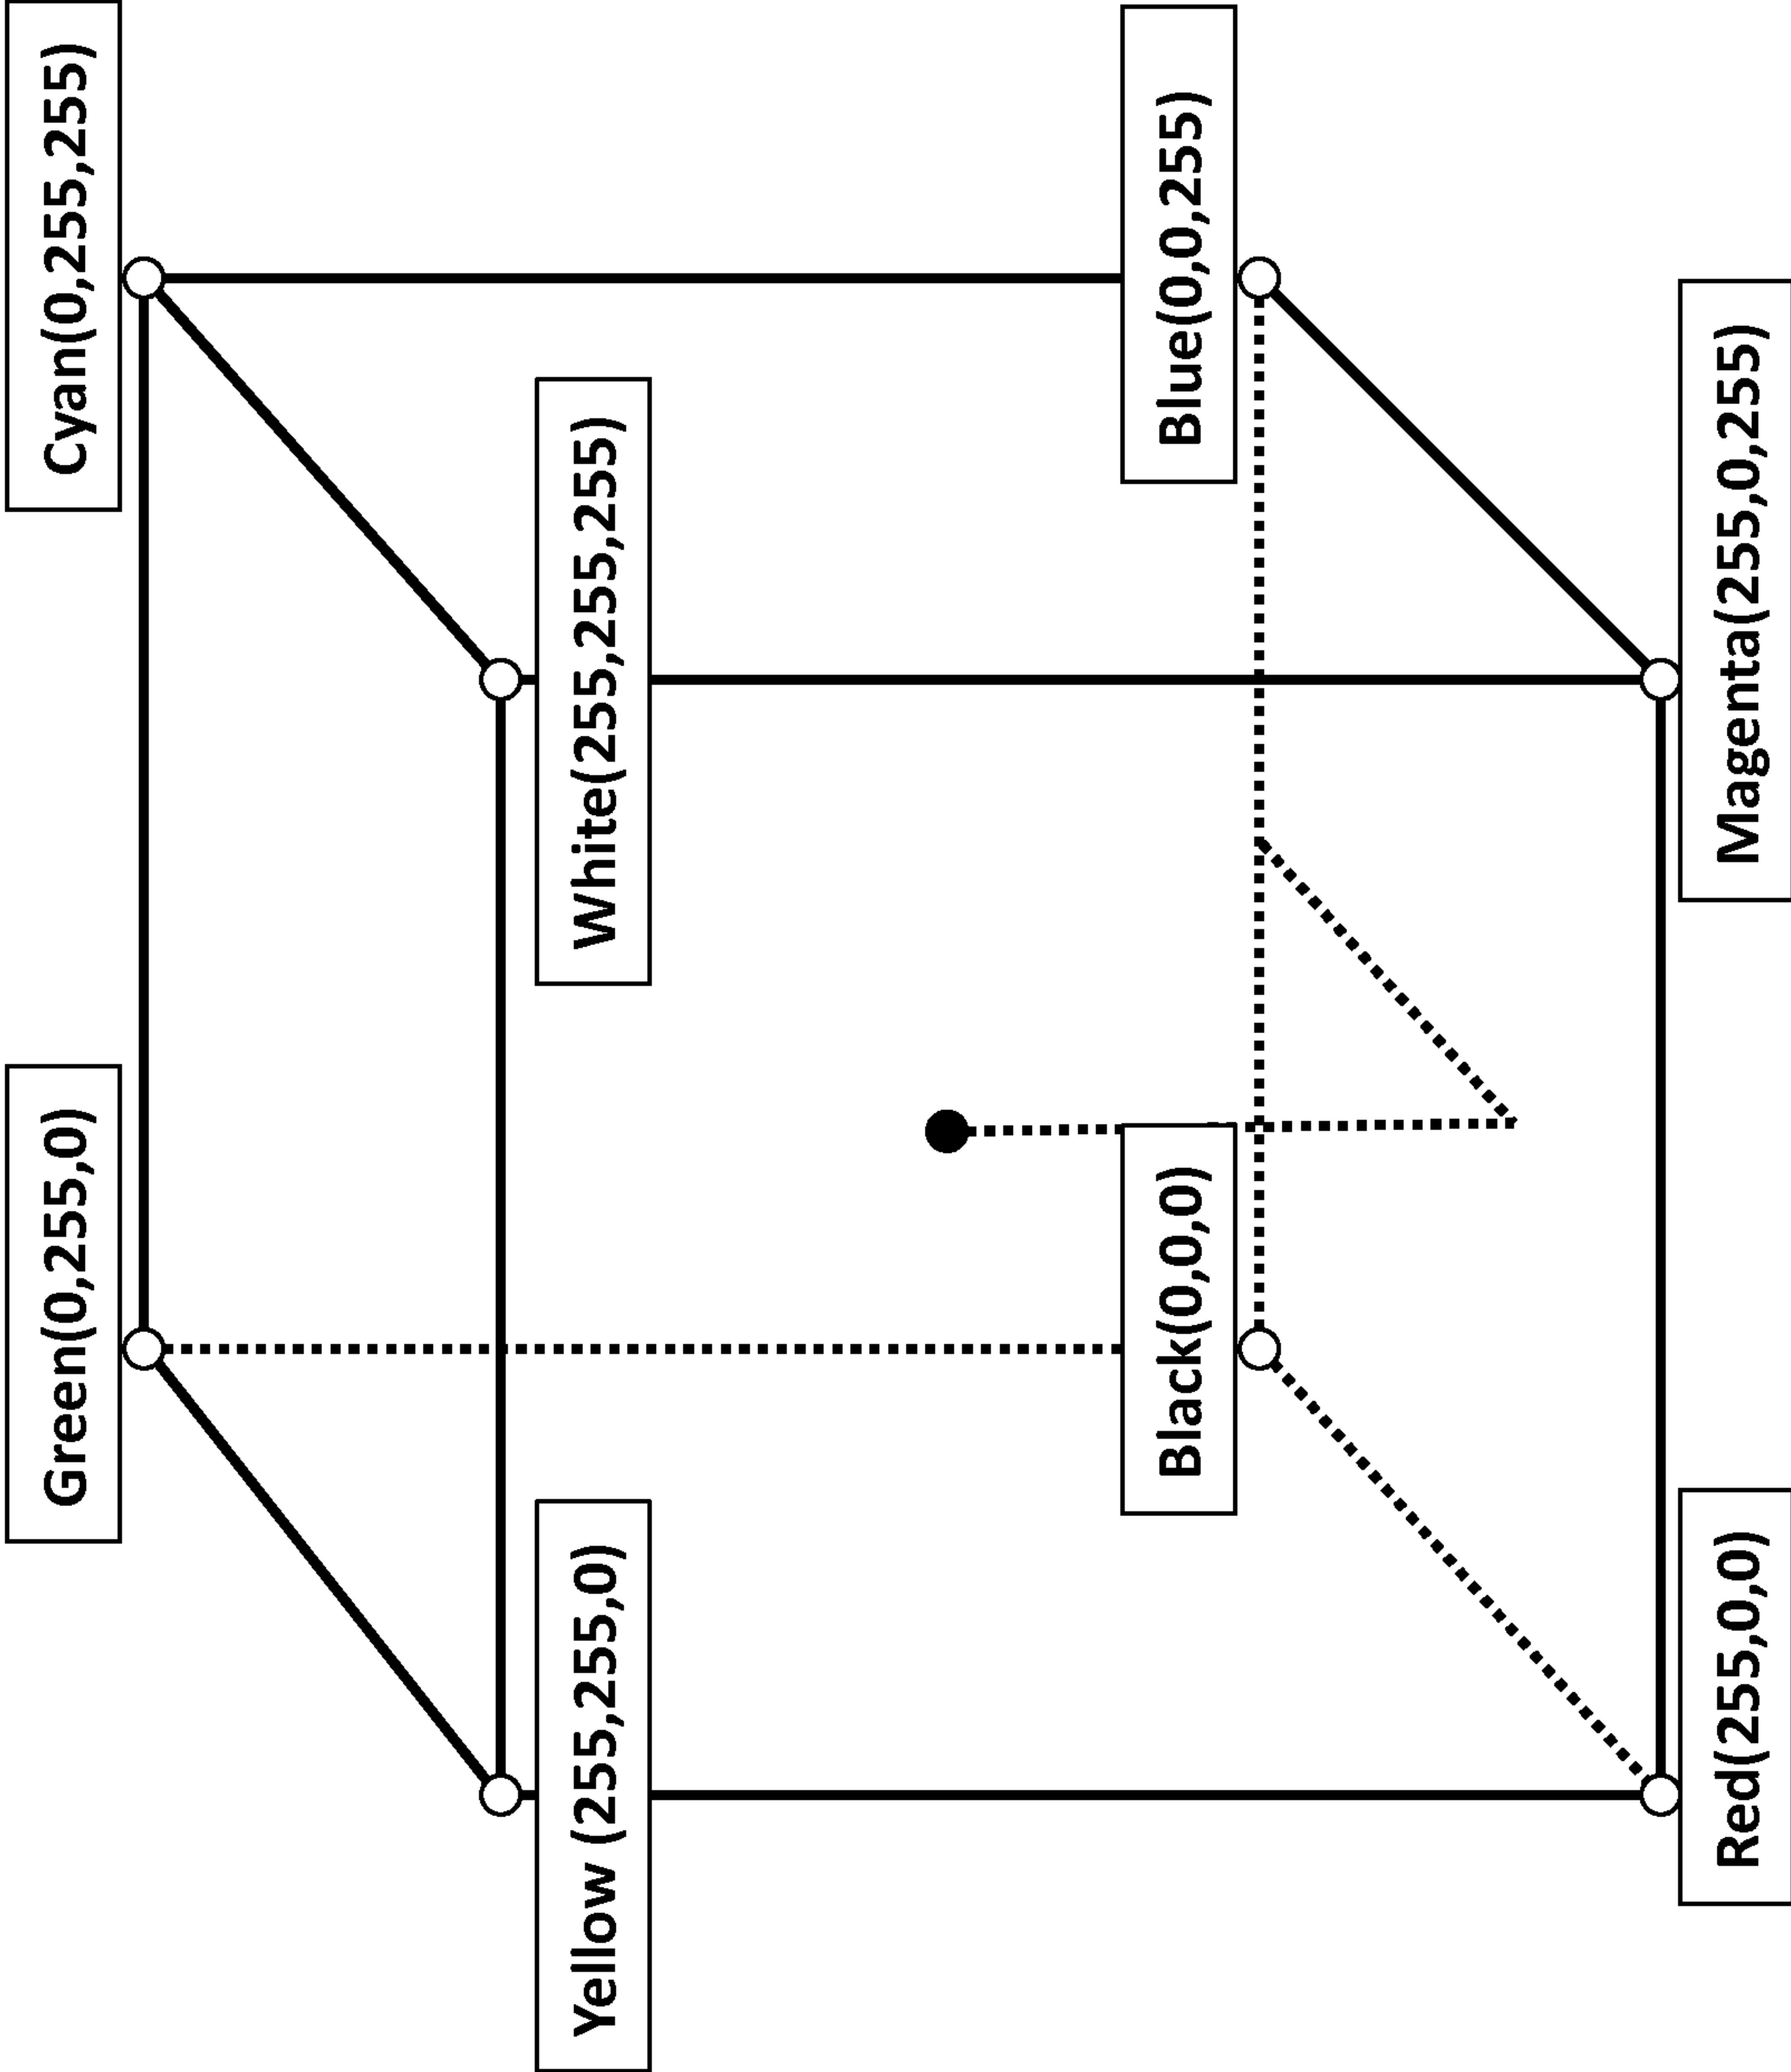 Green(0,255,0)
Cyan(0,255,255)
Yellow (255,255,0)
White(255,255,255)
Black(0,0,0)
Blue(0,0,255)
Red(255,0,0)
Magenta(255,0,255)